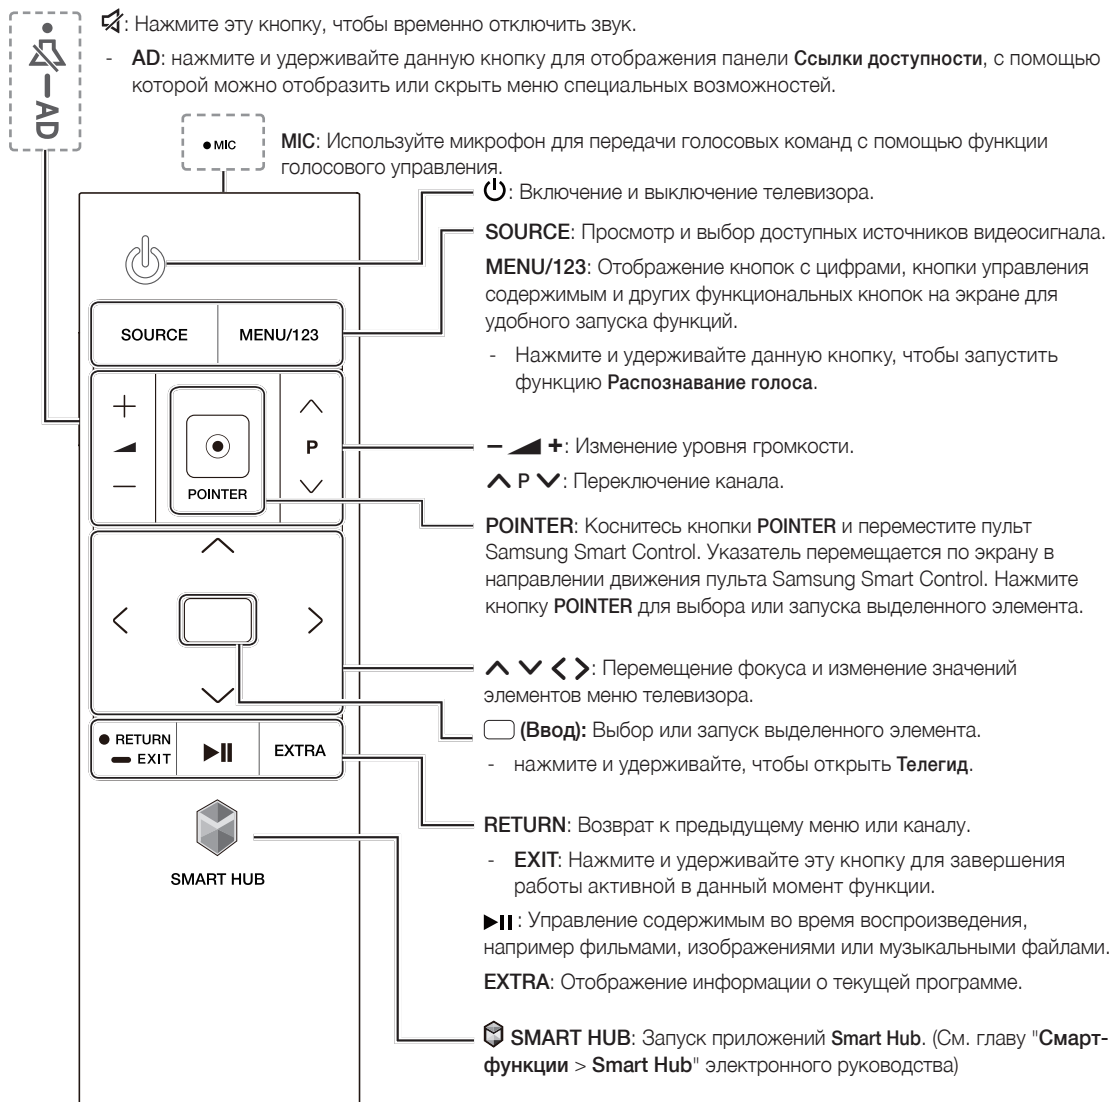 : Нажмите эту кнопку, чтобы временно отключить звук.
- AD: нажмите и удерживайте данную кнопку для отображения панели Ссылки доступности, с помощью
которой можно отобразить или скрыть меню специальных возможностей.
AD
MIC
MIC: Используйте микрофон для передачи голосовых команд с помощью функции
голосового управления.
: Включение и выключение телевизора.
SOURCE: Просмотр и выбор доступных источников видеосигнала.
MENU/123: Отображение кнопок с цифрами, кнопки управления
содержимым и других функциональных кнопок на экране для
удобного запуска функций.
- Нажмите и удерживайте данную кнопку, чтобы запустить
функцию Распознавание голоса.
SOURCE
MENU/123
+
P
—
POINTER
– +: Изменение уровня громкости.
P : Переключение канала.
POINTER: Коснитесь кнопки POINTER и переместите пульт
Samsung Smart Control. Указатель перемещается по экрану в
направлении движения пульта Samsung Smart Control. Нажмите
кнопку POINTER для выбора или запуска выделенного элемента.
: Перемещение фокуса и изменение значений
элементов меню телевизора.
(Ввод): Выбор или запуск выделенного элемента.
- нажмите и удерживайте, чтобы открыть Телегид.
RETURN
EXIT
EXTRA
SMART HUB
RETURN: Возврат к предыдущему меню или каналу.
- EXIT: Нажмите и удерживайте эту кнопку для завершения
работы активной в данный момент функции.
: Управление содержимым во время воспроизведения,
например фильмами, изображениями или музыкальными файлами.
EXTRA: Отображение информации о текущей программе.
SMART HUB: Запуск приложений Smart Hub. (См. главу "Смарт-
функции > Smart Hub" электронного руководства)